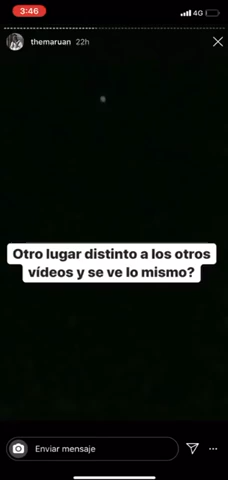 3:46
4G
themaruan 22h
Otro lugar distinto a los otros
vídeos y se ve lo mismo?
Enviar mensaje